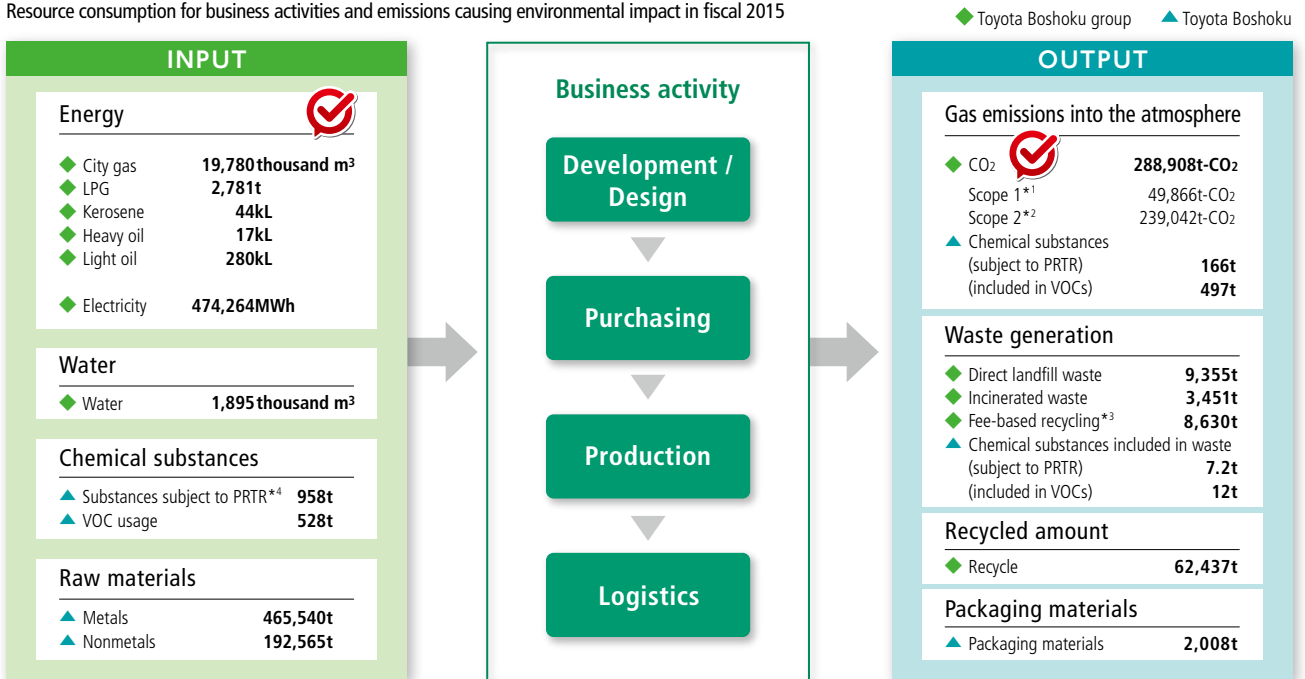 Resource consumption for business activities and emissions causing environmental impact in fiscal 2015
Toyota Boshoku group Toyota Boshoku
INPUT
Energy
City gas 19,780 thousand m³
LPG 2,781t
Kerosene 44kL
Heavy oil 17kL
Light oil 280kL
Electricity 474,264MWh
Water
Water 1,895 thousand m³
Chemical substances
Substances subject to PRTR*⁴ 958t
VOC usage 528t
Raw materials
Metals 465,540t
Nonmetals 192,565t
Business activity
Development /
Design
Purchasing
Production
Logistics
OUTPUT
Gas emissions into the atmosphere
CO₂ 288,908t-CO₂
Scope 1*¹ 49,866t-CO₂
Scope 2*² 239,042t-CO₂
Chemical substances
(subject to PRTR) 166t
(included in VOCs) 497t
Waste generation
Direct landfill waste 9,355t
Incinerated waste 3,451t
Fee-based recycling*³ 8,630t
Chemical substances included in waste
(subject to PRTR) 7.2t
(included in VOCs) 12t
Recycled amount
Recycle 62,437t
Packaging materials
Packaging materials 2,008t